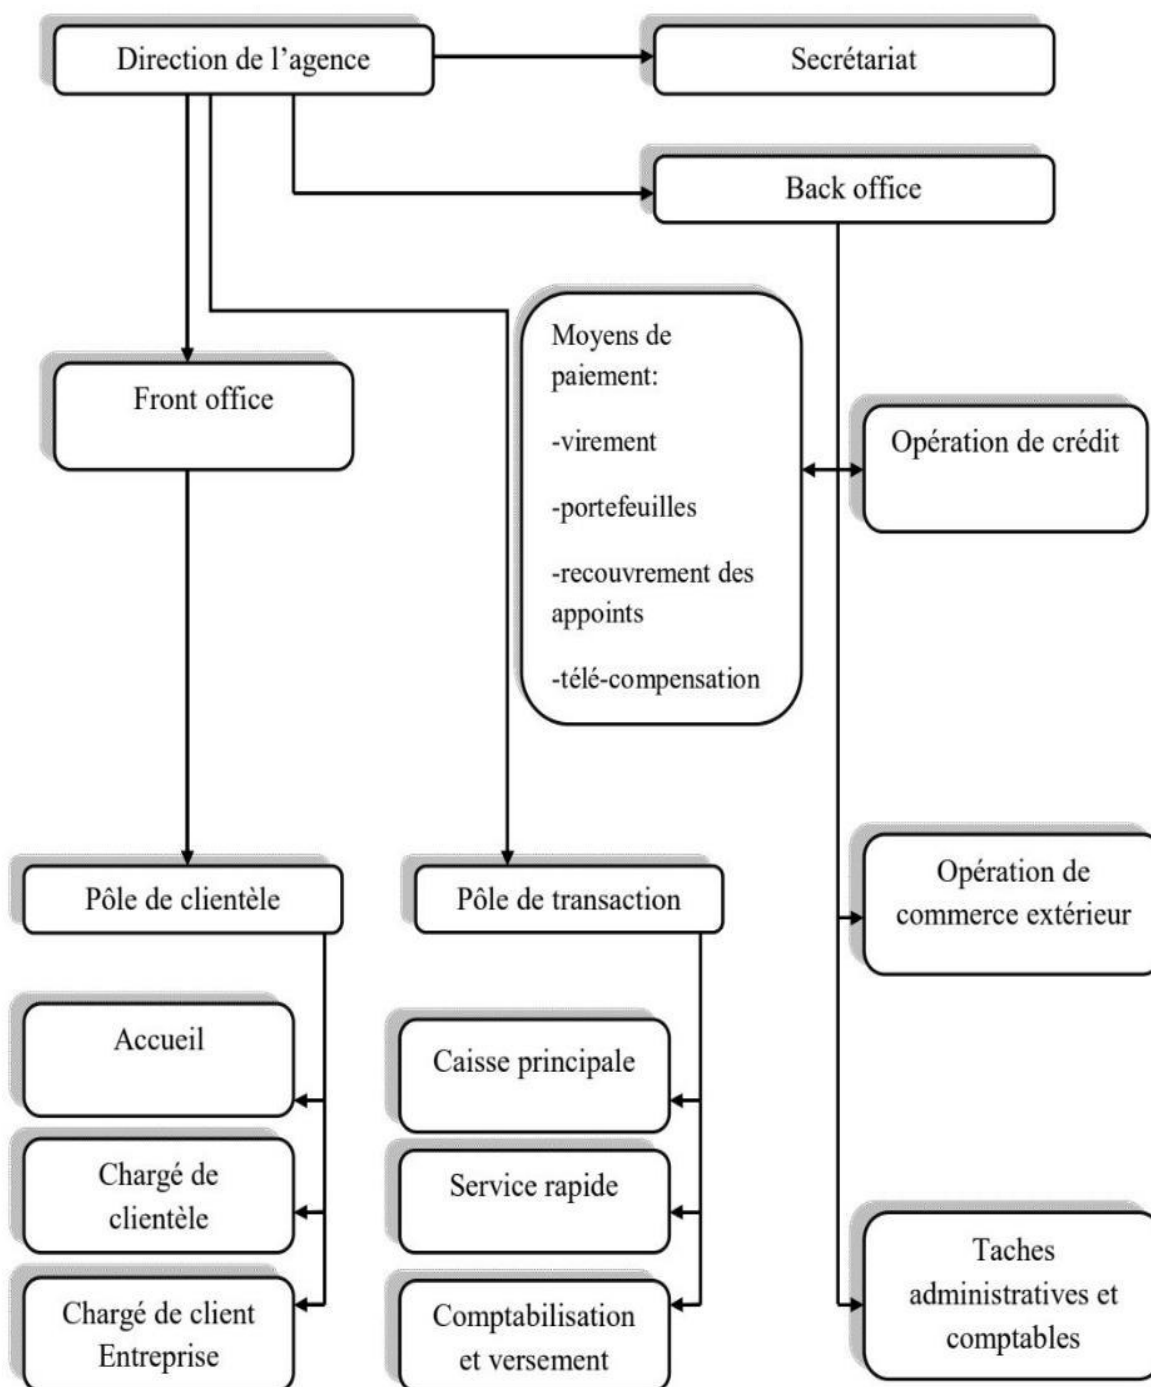 Direction de l’agence
Secrétariat
Back office
Moyens de
paiement:
-virement
-portefeuilles
-recouvrement des
appoints
-télé-compensation
Front office
Opération de crédit
Opération de
commerce extérieur
Pôle de clientèle
Pôle de transaction
Accueil
Caisse principale
Chargé de
clientèle
Service rapide
Chargé de client
Entreprise
Comptabilisation
et versement
Taches
administratives et
comptables